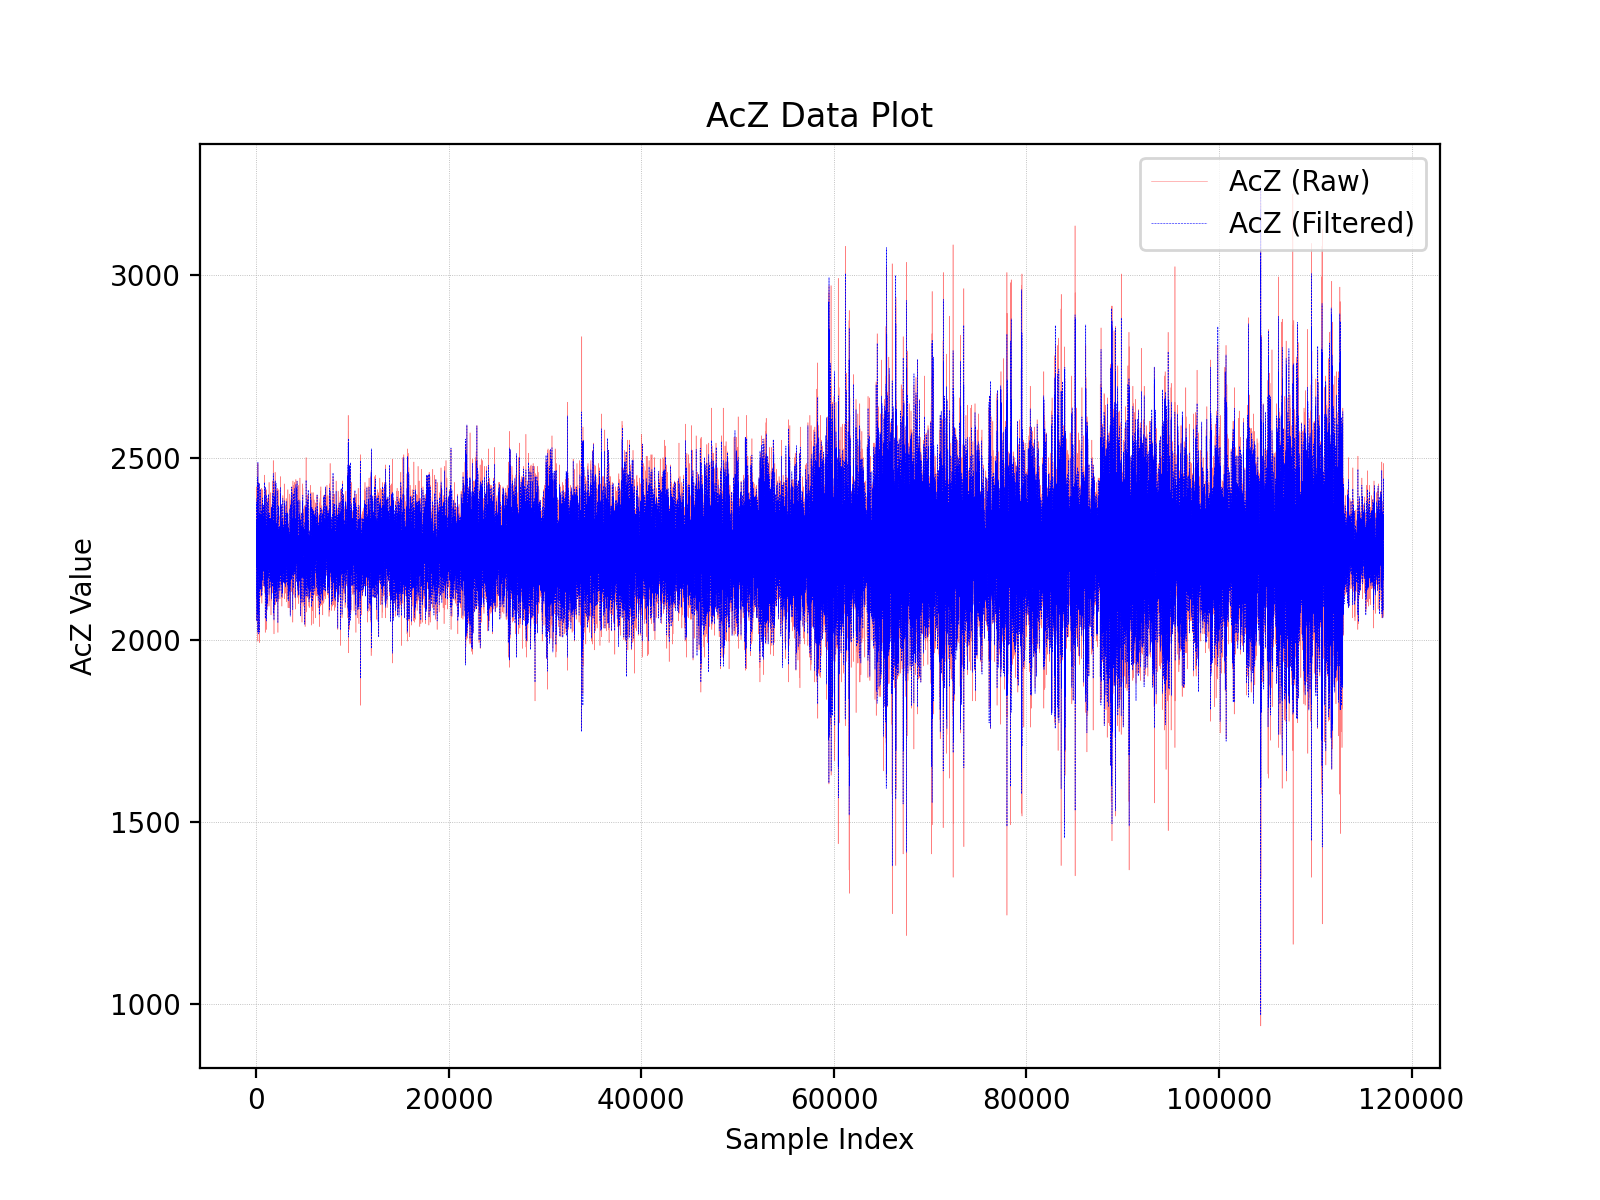 AcZ Data Plot
AcZ (Raw)
AcZ (Filtered)
AcZ Value
3000
2500
2000
1500
1000
0 20000 40000 60000 80000 100000 120000
Sample Index